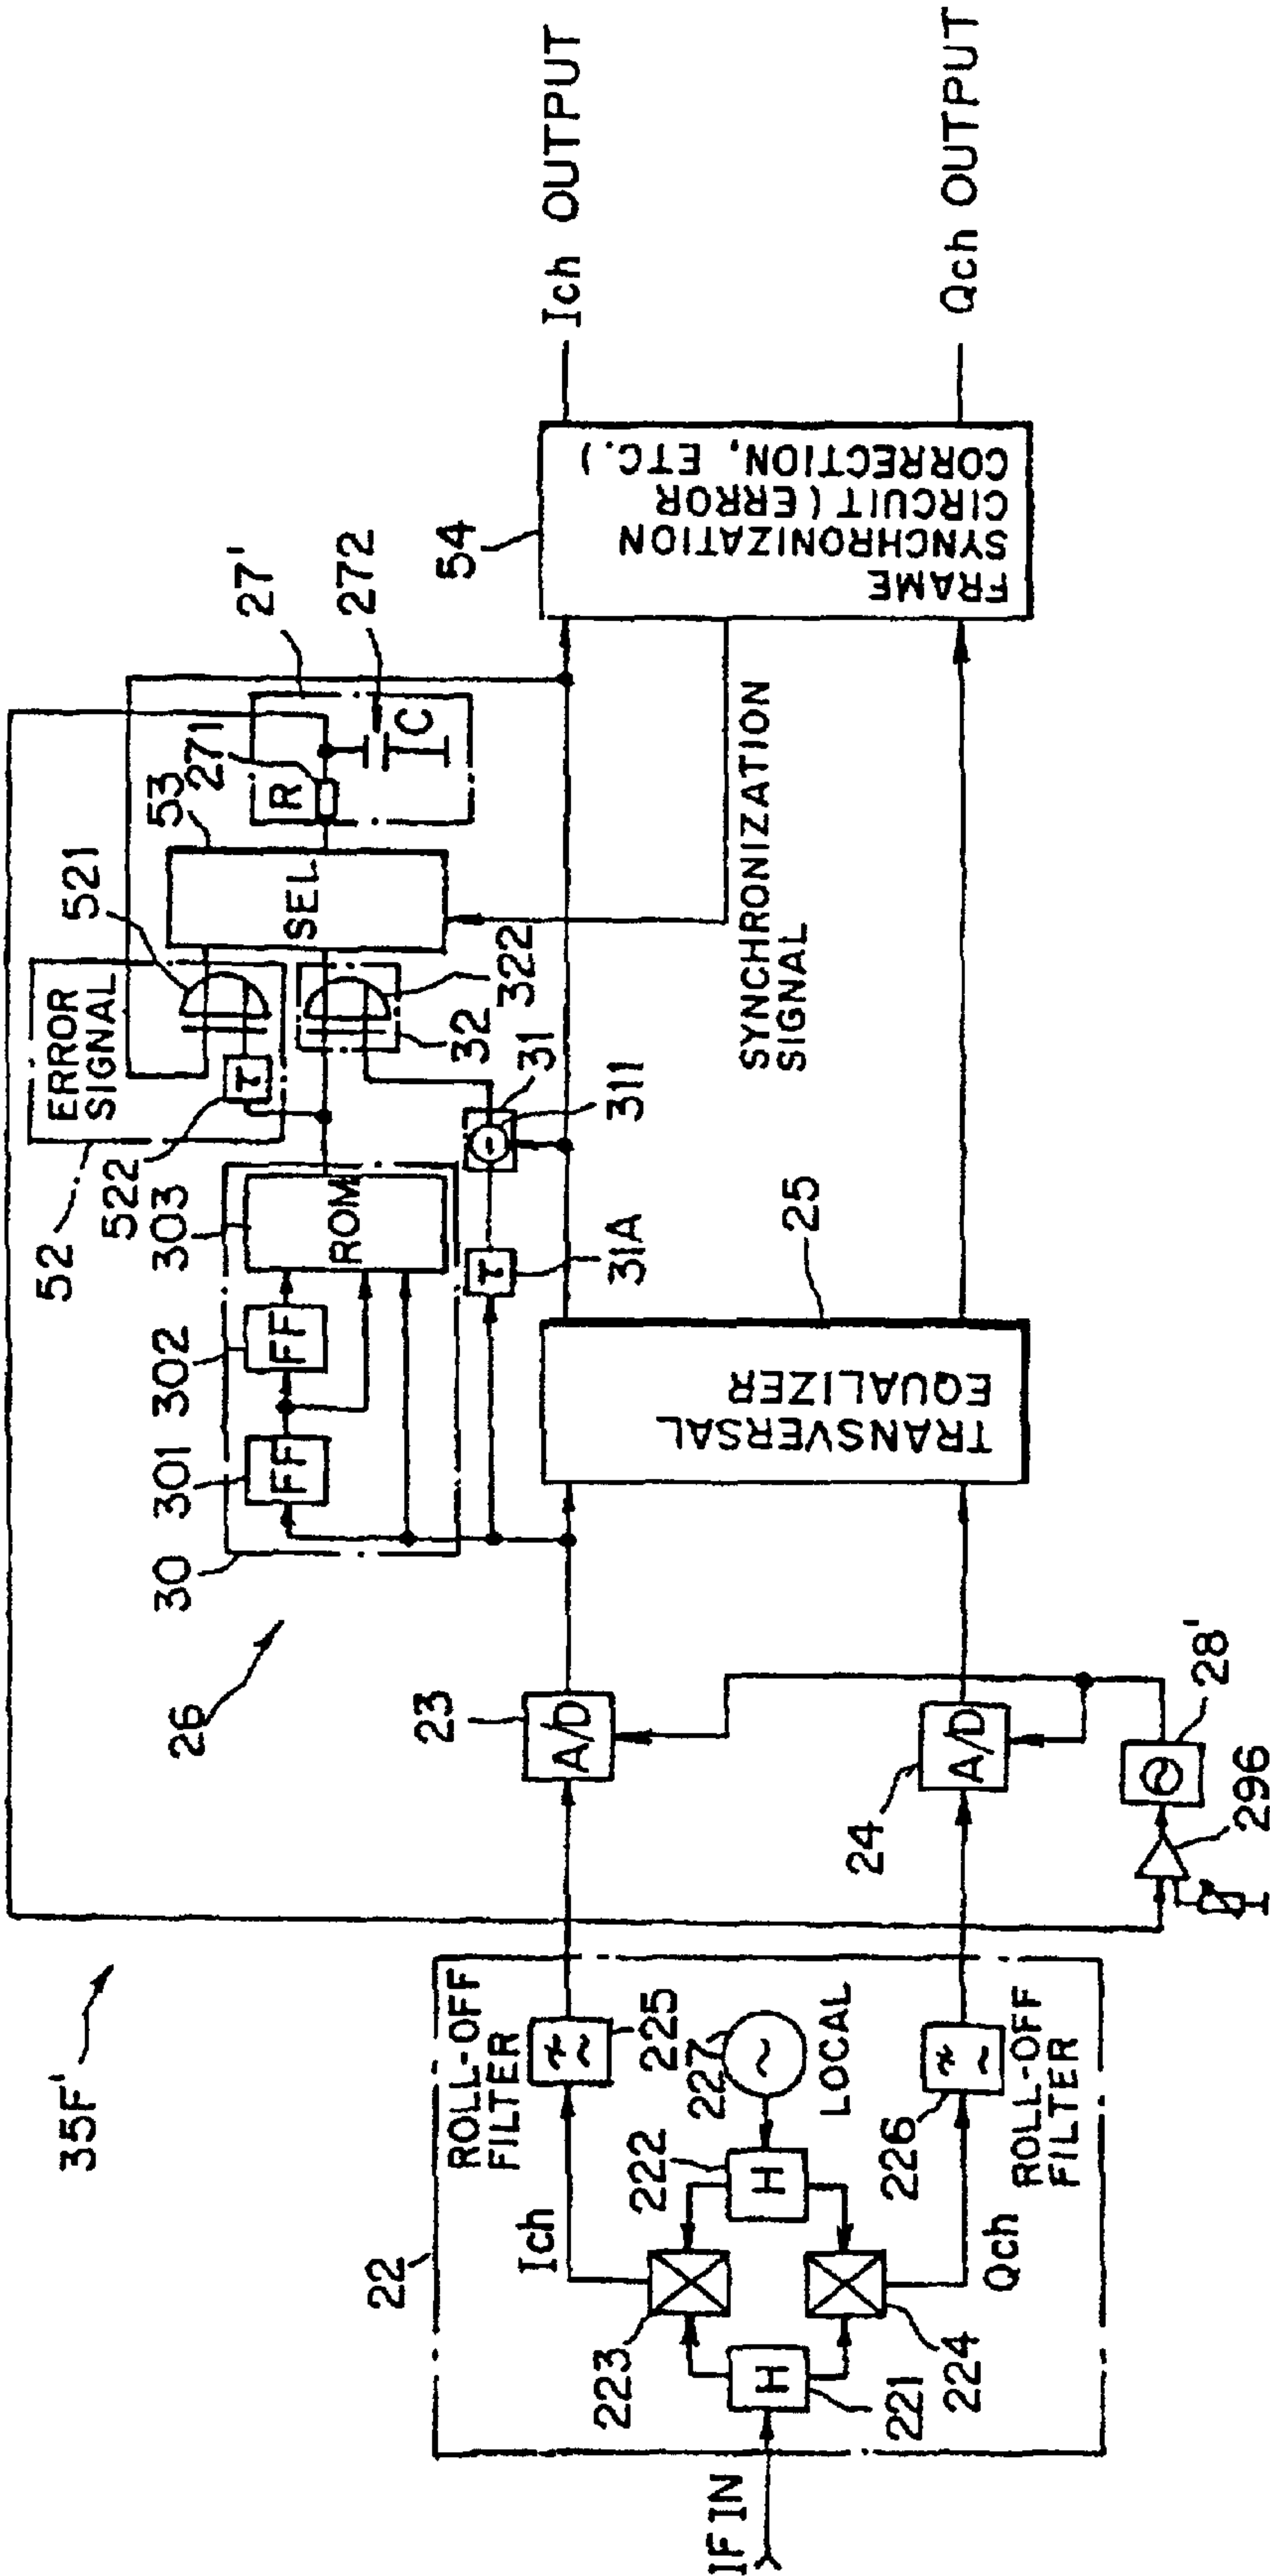 35F'
26
22
IF IN
H
221
223
224
H
222
227
~
LOCAL
Ich
Qch
ROLL-OFF
FILTER
225
226
ROLL-OFF
FILTER
23
A/D
24
A/D
28'
296
30
301
FF
302
FF
303
ROM
31A
τ
31
311
-
32
322
52
522
τ
ERROR
SIGNAL
521
53
SEL
27'
271
R
272
C
TRANSVERSAL
EQUALIZER
25
SYNCHRONIZATION
SIGNAL
54
FRAME
SYNCHRONIZATION
CIRCUIT (ERROR
CORRECTION, ETC.)
Ich OUTPUT
Qch OUTPUT